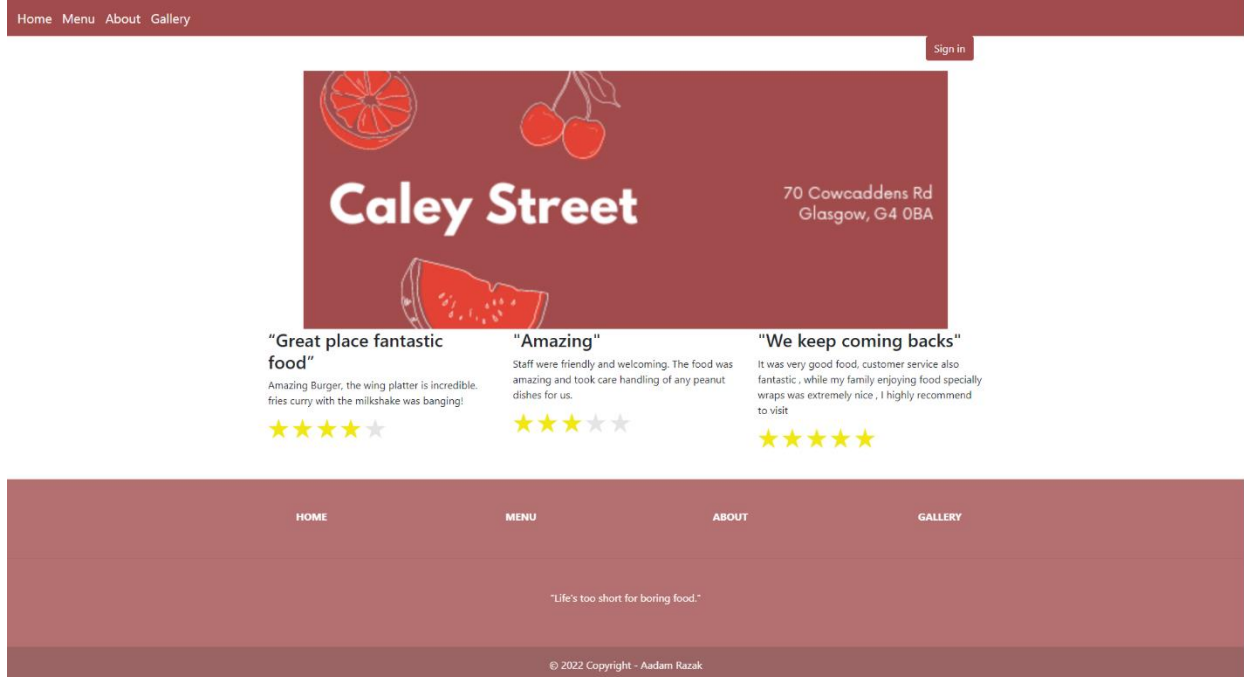 Home Menu About Gallery
Sign in
Caley Street
70 Cowcaddens Rd
Glasgow, G4 0BA
“Great place fantastic
food”
Amazing Burger, the wing platter is incredible.
fries curry with the milkshake was banging!
"Amazing"
Staff were friendly and welcoming. The food was
amazing and took care handling of any peanut
dishes for us.
"We keep coming backs"
It was very good food, customer service also
fantastic , while my family enjoying food specially
wraps was extremely nice , I highly recommend
to visit
HOME MENU ABOUT GALLERY
“Life's too short for boring food.”
© 2022 Copyright - Aadam Razak